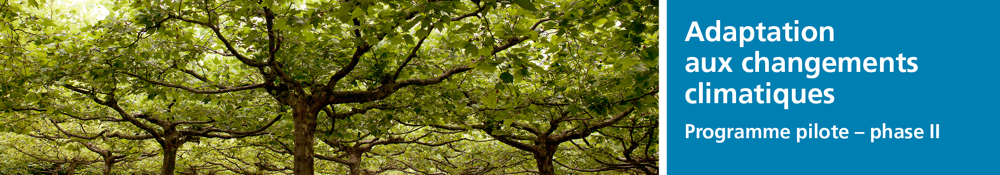 Adaptation
aux changements
climatiques
Programme pilote – phase II